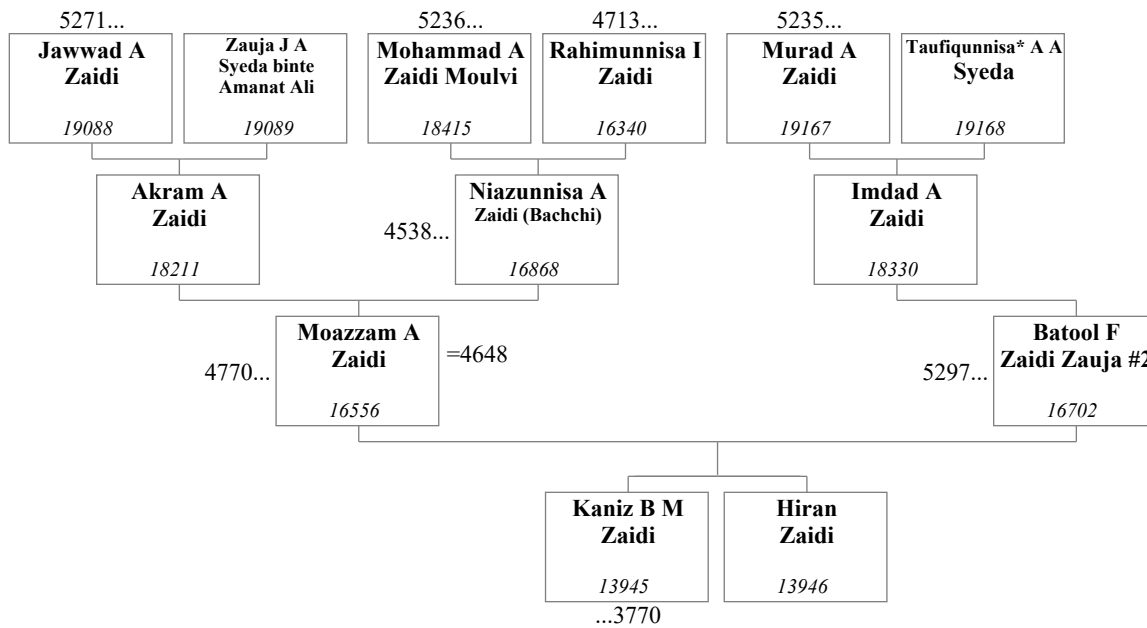 5271...
5236...
4713...
5235...
Jawwad A
Zaidi
19088
Zauja J A
Syeda binte
Amanat Ali
19089
Mohammad A
Zaidi Moulvi
18415
Rahimunnisa I
Zaidi
16340
Murad A
Zaidi
19167
Taufiqunnisa* A A
Syeda
19168
Akram A
Zaidi
18211
4538...
Niazunnisa A
Zaidi (Bachchi)
16868
Imdad A
Zaidi
18330
4770...
Moazzam A
Zaidi
16556
=4648
5297...
Batool F
Zaidi Zauja #2
16702
Kaniz B M
Zaidi
13945
...3770
Hiran
Zaidi
13946